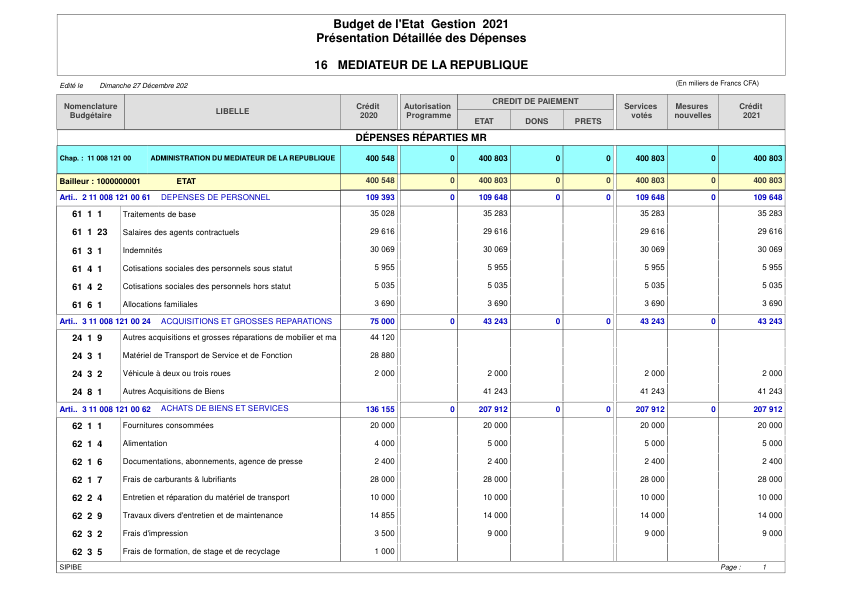 Budget de l'Etat Gestion 2021
Présentation Détaillée des Dépenses
16 MEDIATEUR DE LA REPUBLIQUE
Edité le Dimanche 27 Décembre 202 (En milliers de Francs CFA)
Nomenclature Budgétaire LIBELLE Crédit 2020 Autorisation Programme CREDIT DE PAIEMENT ETAT DONS PRETS Services votés Mesures nouvelles Crédit 2021
DÉPENSES RÉPARTIES MR
Chap. : 11 008 121 00 ADMINISTRATION DU MEDIATEUR DE LA REPUBLIQUE 400 548 0 400 803 0 0 400 803 0 400 803
Bailleur : 1000000001 ETAT 400 548 0 400 803 0 0 400 803 0 400 803
Arti.. 2 11 008 121 00 61 DEPENSES DE PERSONNEL 109 393 0 109 648 0 0 109 648 0 109 648
61 1 1 Traitements de base 35 028 35 283 35 283 35 283
61 1 23 Salaires des agents contractuels 29 616 29 616 29 616 29 616
61 3 1 Indemnités 30 069 30 069 30 069 30 069
61 4 1 Cotisations sociales des personnels sous statut 5 955 5 955 5 955 5 955
61 4 2 Cotisations sociales des personnels hors statut 5 035 5 035 5 035 5 035
61 6 1 Allocations familiales 3 690 3 690 3 690 3 690
Arti.. 3 11 008 121 00 24 ACQUISITIONS ET GROSSES REPARATIONS 75 000 0 43 243 0 0 43 243 0 43 243
24 1 9 Autres acquisitions et grosses réparations de mobilier et ma 44 120
24 3 1 Matériel de Transport de Service et de Fonction 28 880
24 3 2 Véhicule à deux ou trois roues 2 000 2 000 2 000 2 000
24 8 1 Autres Acquisitions de Biens 41 243 41 243 41 243
Arti.. 3 11 008 121 00 62 ACHATS DE BIENS ET SERVICES 136 155 0 207 912 0 0 207 912 0 207 912
62 1 1 Fournitures consommées 20 000 20 000 20 000 20 000
62 1 4 Alimentation 4 000 5 000 5 000 5 000
62 1 6 Documentations, abonnements, agence de presse 2 400 2 400 2 400 2 400
62 1 7 Frais de carburants & lubrifiants 28 000 28 000 28 000 28 000
62 2 4 Entretien et réparation du matériel de transport 10 000 10 000 10 000 10 000
62 2 9 Travaux divers d'entretien et de maintenance 14 855 14 000 14 000 14 000
62 3 2 Frais d'impression 3 500 9 000 9 000 9 000
62 3 5 Frais de formation, de stage et de recyclage 1 000
SIPIBE Page : 1